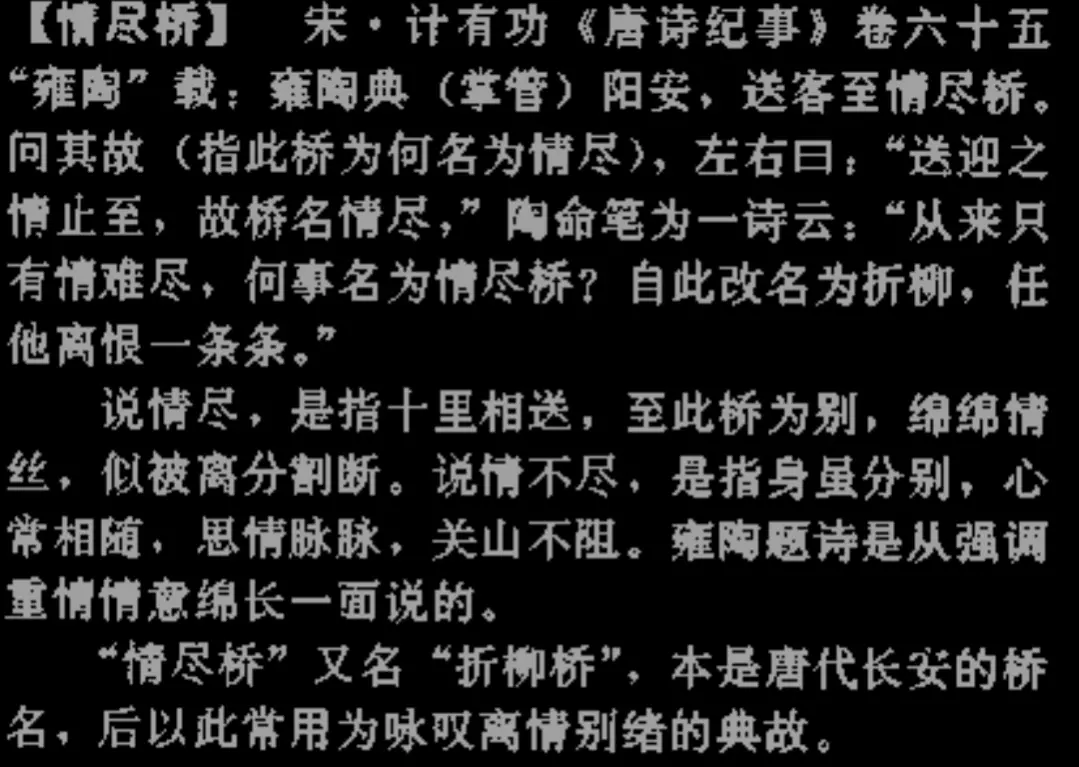 【情尽桥】 宋·计有功《唐诗纪事》卷六十五
“雍陶”载：雍陶典（掌管）阳安，送客至情尽桥。
问其故（指此桥为何名为情尽），左右曰：“送迎之
情止至，故桥名情尽，”陶命笔为一诗云：“从来只
有情难尽，何事名为情尽桥？自此改名为折柳，任
他离恨一条条。”
说情尽，是指十里相送，至此桥为别，绵绵情
丝，似被离分割断。说情不尽，是指身虽分别，心
常相随，思情脉脉，关山不阻。雍陶题诗是从强调
重情情意绵长一面说的。
“情尽桥”又名“折柳桥”，本是唐代长安的桥
名，后以此常用为咏叹离情别绪的典故。